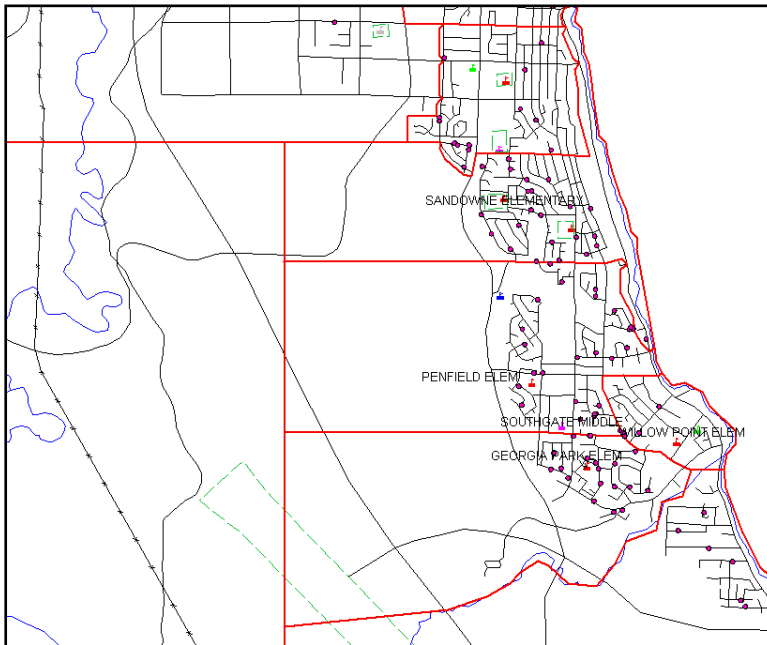 SANDOWNE ELEMENTARY
PENFIELD ELEM
SOUTHGATE MIDDLE
WILLOW POINT ELEM
GEORGIA PARK ELEM